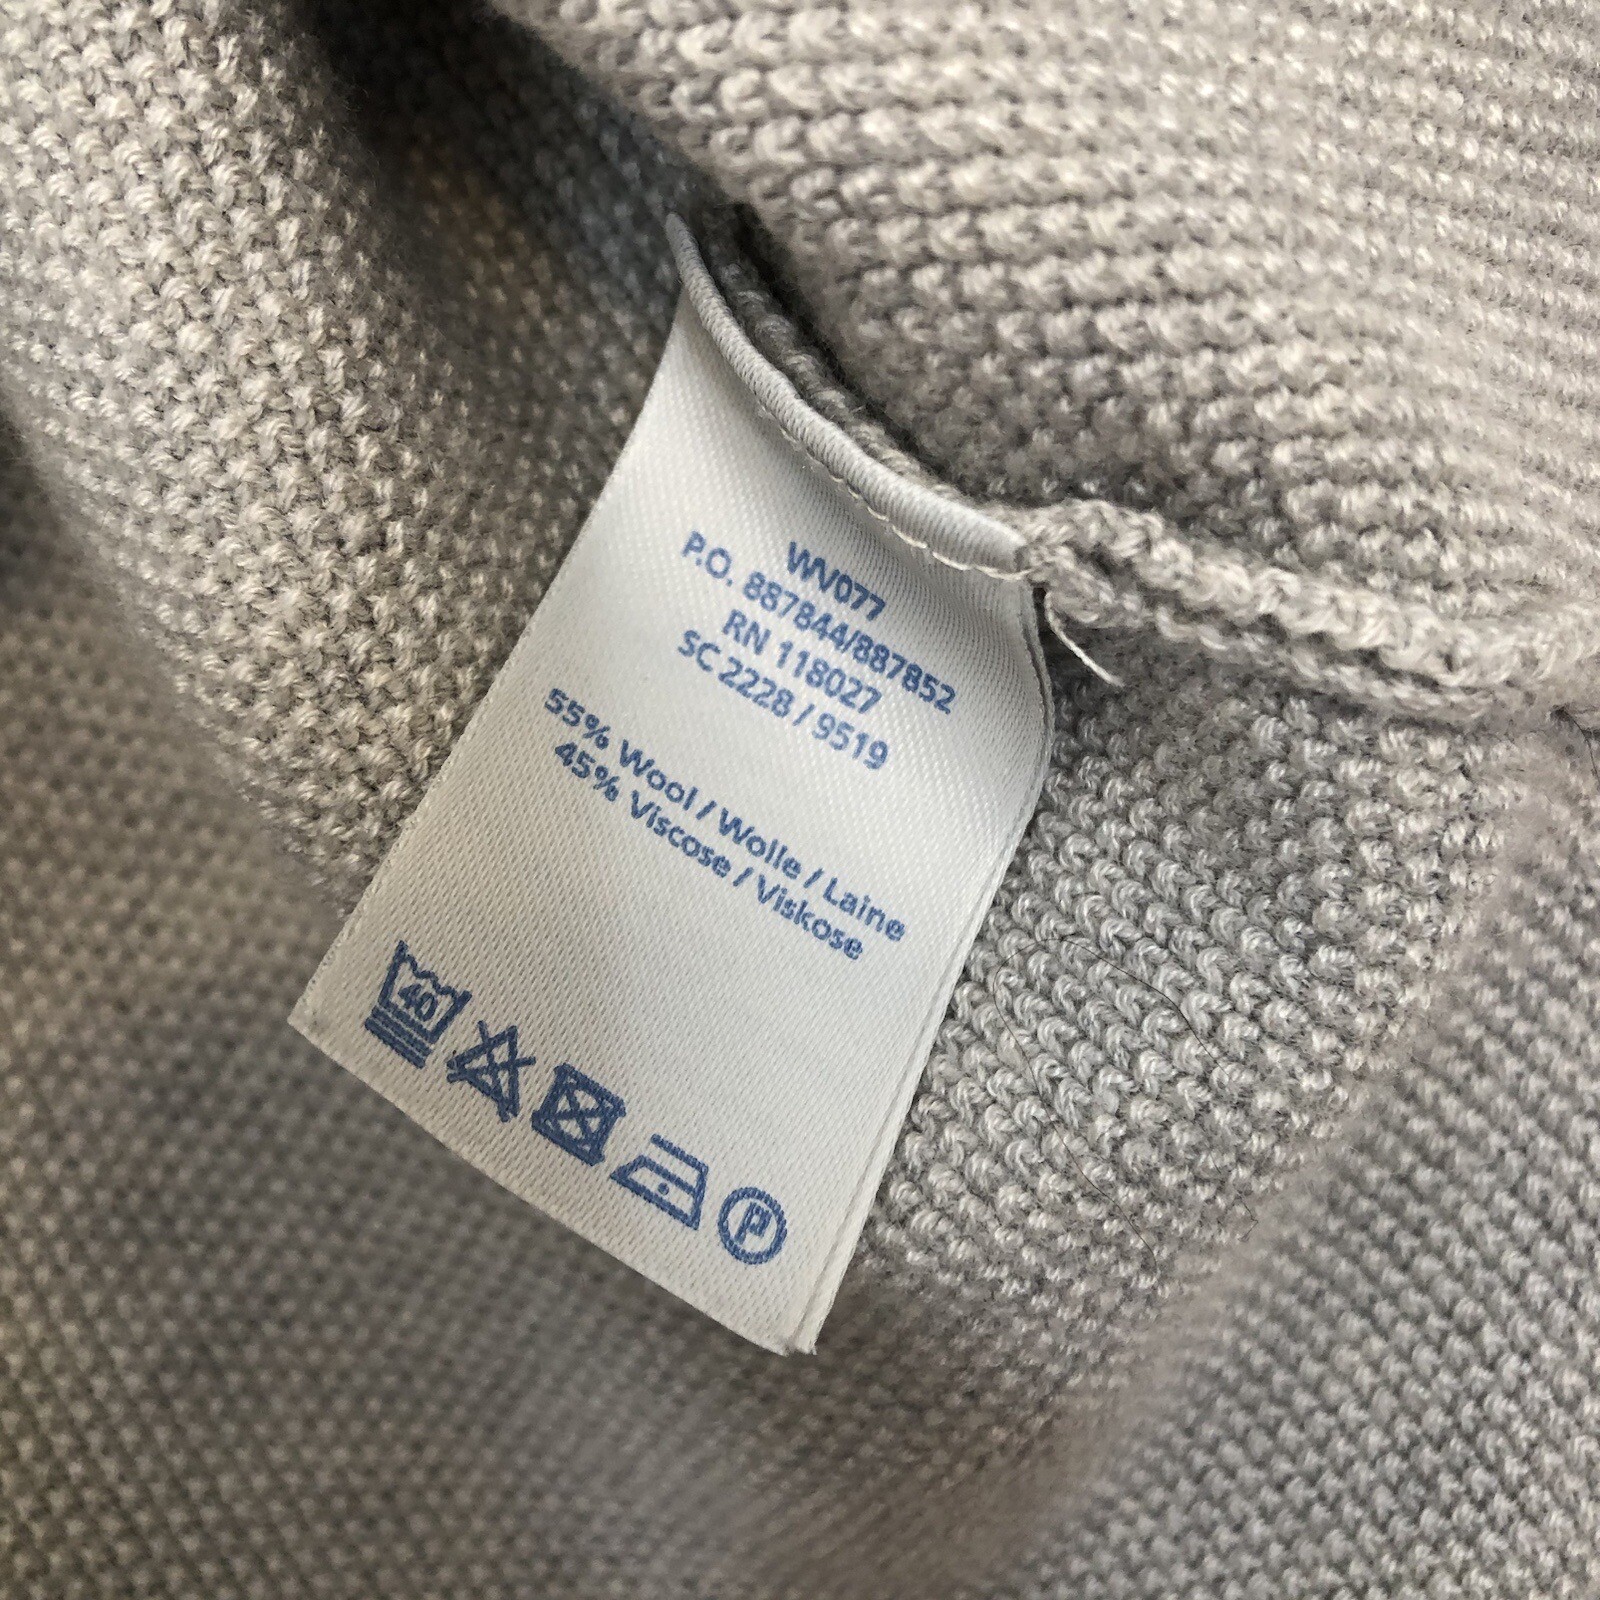 WV077
P.O. 887844/887852
RN 118027
SC 2228 / 9519
55% Wool / Wolle / Laine
45% Viscose / Viskose
40
P